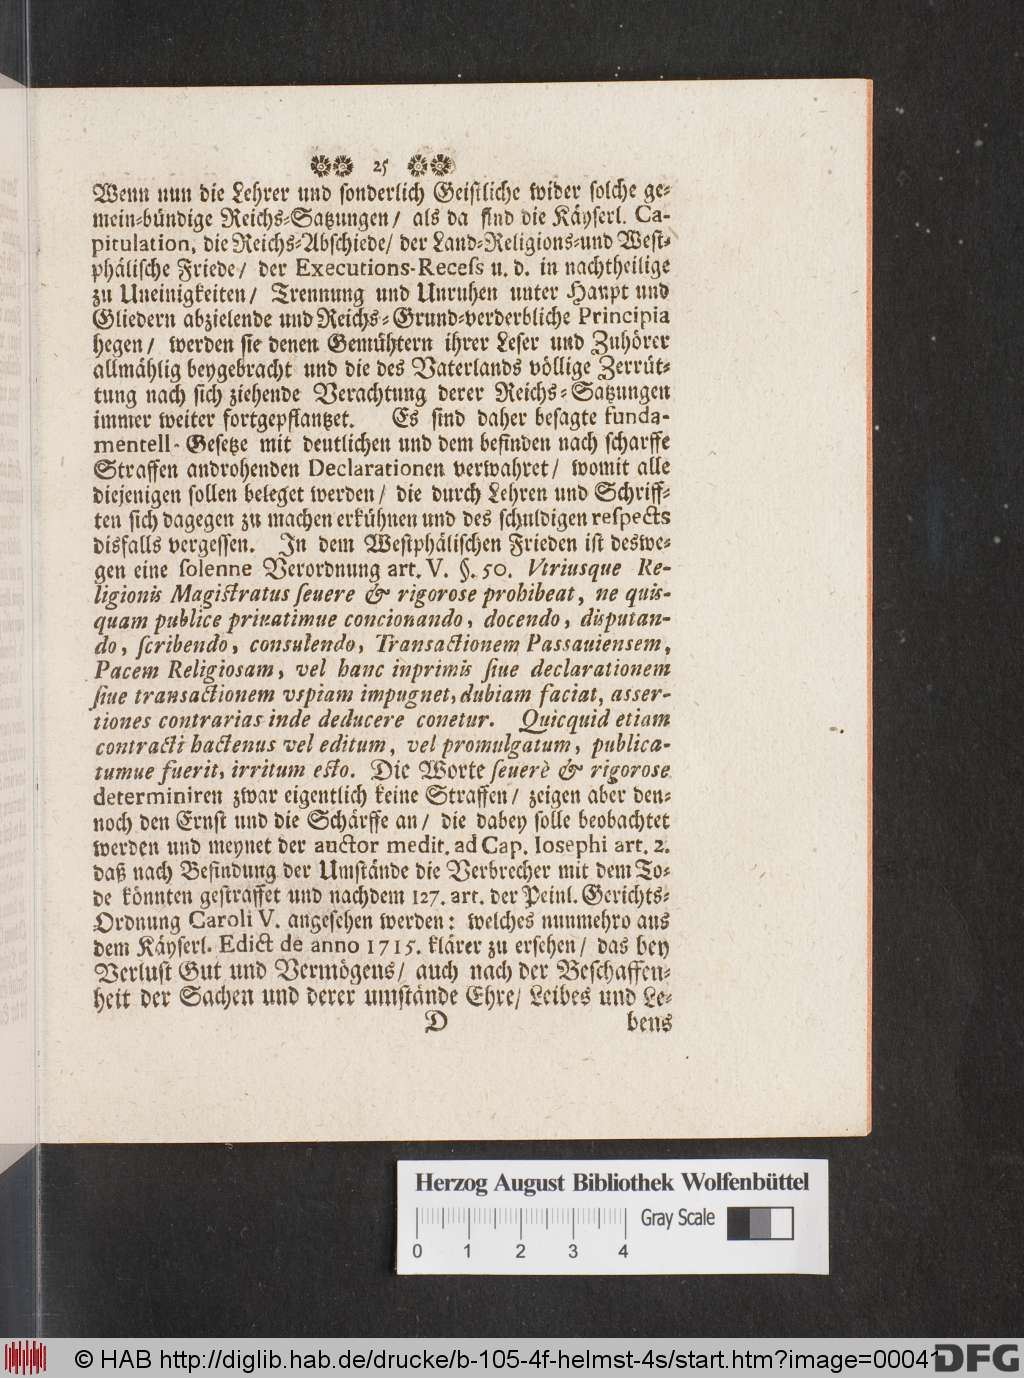 25
Wenn nun die Lehrer und sonderlich Geistliche wider solche ge-
mein-bündige Reichs-Satzungen/ als da sind die Käyserl. Ca-
pitulation, die Reichs-Abschiede/ der Land-Religions-und West-
phälische Friede/ der Executions-Recess u. d. in nachtheilige
zu Uneinigkeiten/ Trennung und Unruhen unter Haupt und
Gliedern abzielende und Reichs-Grund-verderbliche Principia
hegen/ werden sie denen Gemühtern ihrer Leser und Zuhörer
allmählig beygebracht und die des Vaterlands völlige Zerrüt-
tung nach sich ziehende Verachtung derer Reichs-Satzungen
immer weiter fortgepflantzet. Es sind daher besagte funda-
mentell-Gesetze mit deutlichen und dem befinden nach scharffe
Straffen androhenden Declarationen verwahret/ womit alle
diejenigen sollen beleget werden/ die durch Lehren und Schriff-
ten sich dagegen zu machen erkühnen und des schuldigen respects
disfalls vergessen. In dem Westphälischen Frieden ist deswe-
gen eine solenne Verordnung art. V. §. 50. Vtriusque Re-
ligionis Magistratus seuere & rigorose prohibeat, ne quis-
quam publice priuatimue concionando, docendo, disputan-
do, scribendo, consulendo, Transactionem Passauiensem,
Pacem Religiosam, vel hanc inprimis siue declarationem
siue transactionem vspiam impugnet, dubiam faciat, asser-
tiones contrarias inde deducere conetur. Quicquid etiam
contracti hactenus vel editum, vel promulgatum, publica-
tumue fuerit, irritum esto. Die Worte seuerè & rigorose
determiniren zwar eigentlich keine Straffen/ zeigen aber den-
noch den Ernst und die Schärffe an/ die dabey solle beobachtet
werden und meynet der auctor medit. ad Cap. Iosephi art. 2.
daß nach Befindung der Umstände die Verbrecher mit dem To-
de könnten gestraffet und nachdem 127. art. der Peinl. Gerichts-
Ordnung Caroli V. angesehen werden: welches nunmehro aus
dem Käyserl. Edict de anno 1715. klärer zu ersehen/ das bey
Verlust Gut und Vermögens/ auch nach der Beschaffen-
heit der Sachen und derer umstände Ehre/ Leibes und Le-
D bens
Herzog August Bibliothek Wolfenbüttel
Gray Scale
0 1 2 3 4
© HAB http://diglib.hab.de/drucke/b-105-4f-helmst-4s/start.htm?image=00041
DFG